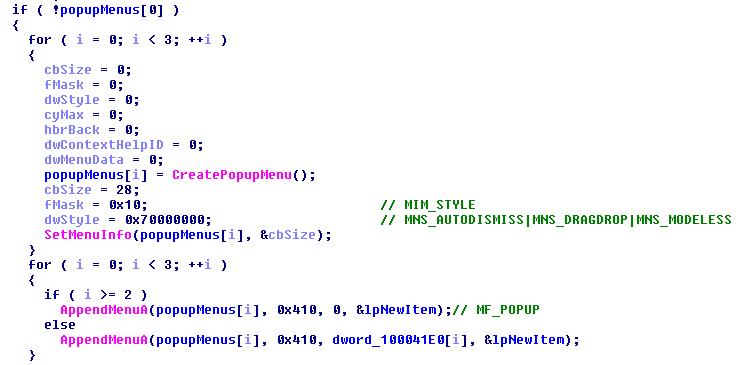 if ( !popupMenus[0] )
{
for ( i = 0; i < 3; ++i )
{
cbSize = 0;
fMask = 0;
dwStyle = 0;
cyMax = 0;
hbrBack = 0;
dwContextHelpID = 0;
dwMenuData = 0;
popupMenus[i] = CreatePopupMenu();
cbSize = 28;
fMask = 0x10; // MIM_STYLE
dwStyle = 0x70000000; // MNS_AUTODISMISS|MNS_DRAGDROP|MNS_MODELESS
SetMenuInfo(popupMenus[i], &cbSize);
}
for ( i = 0; i < 3; ++i )
{
if ( i >= 2 )
AppendMenuA(popupMenus[i], 0x410, 0, &lpNewItem);// MF_POPUP
else
AppendMenuA(popupMenus[i], 0x410, dword_100041E0[i], &lpNewItem);
}